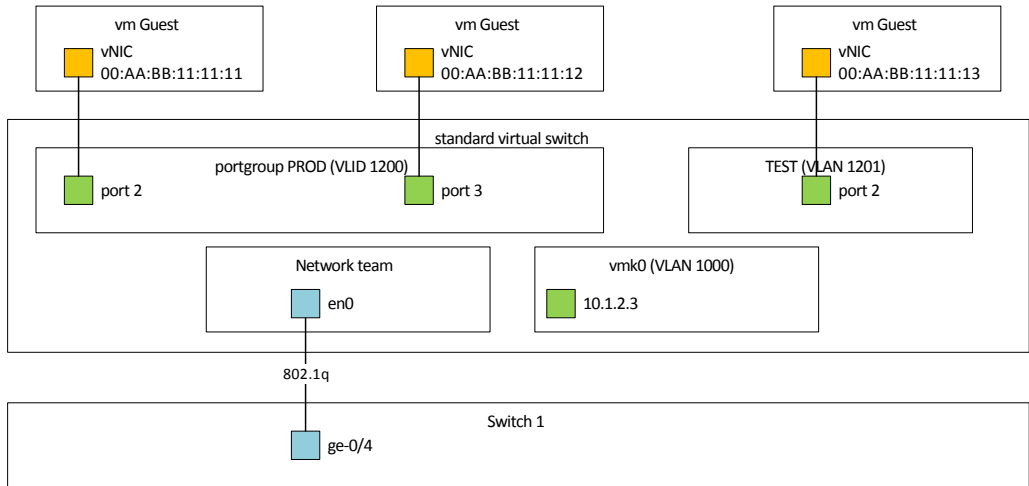 vm Guest
vNIC
00:AA:BB:11:11:11
vm Guest
vNIC
00:AA:BB:11:11:12
vm Guest
vNIC
00:AA:BB:11:11:13
standard virtual switch
portgroup PROD (VLID 1200)
port 2
port 3
TEST (VLAN 1201)
port 2
Network team
en0
vmk0 (VLAN 1000)
10.1.2.3
802.1q
Switch 1
ge-0/4